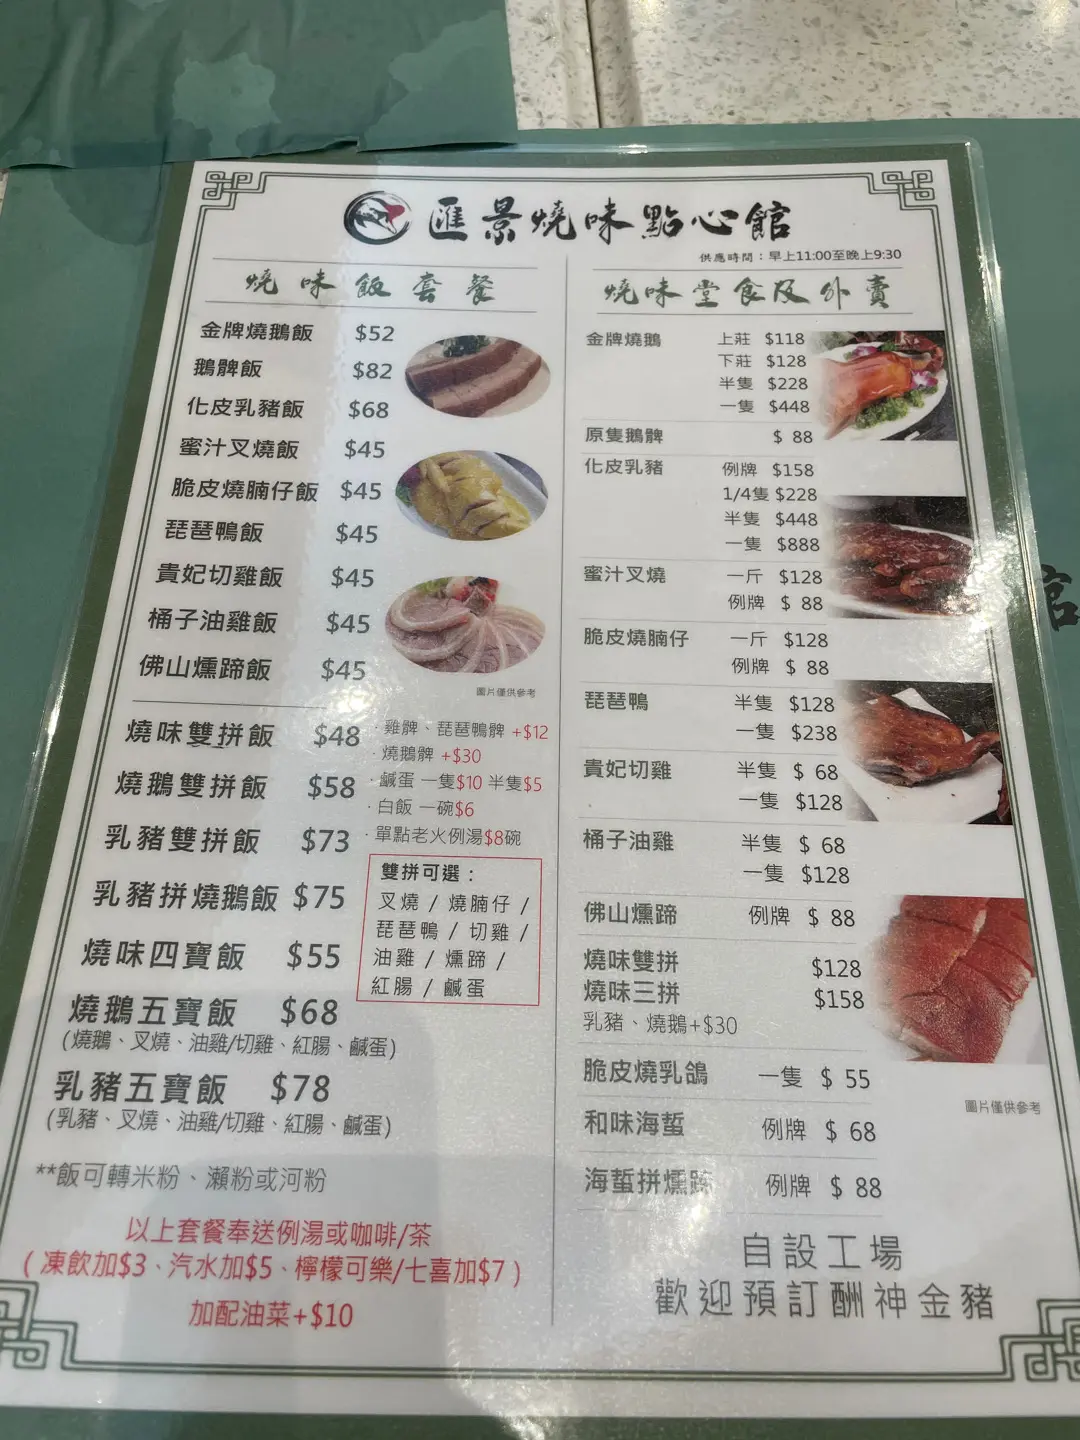 匯景燒味點心館
供應時間：早上11:00至晚上9:30
燒味飯套餐
金牌燒鵝飯 $52
鵝髀飯 $82
化皮乳豬飯 $68
蜜汁叉燒飯 $45
脆皮燒腩仔飯 $45
琵琶鴨飯 $45
貴妃切雞飯 $45
桶子油雞飯 $45
佛山燻蹄飯 $45
圖片僅供參考
燒味雙拼飯 $48
燒鵝雙拼飯 $58
乳豬雙拼飯 $73
乳豬拼燒鵝飯 $75
燒味四寶飯 $55
燒鵝五寶飯 $68
(燒鵝、叉燒、油雞/切雞、紅腸、鹹蛋)
乳豬五寶飯 $78
(乳豬、叉燒、油雞/切雞、紅腸、鹹蛋)
· 雞髀、琵琶鴨髀 +$12
· 燒鵝髀 +$30
· 鹹蛋 一隻$10 半隻$5
· 白飯 一碗$6
· 單點老火例湯$8碗
雙拼可選：
叉燒 / 燒腩仔 /
琵琶鴨 / 切雞 /
油雞 / 燻蹄 /
紅腸 / 鹹蛋
**飯可轉米粉、瀨粉或河粉
以上套餐奉送例湯或咖啡/茶
( 凍飲加$3、汽水加$5、檸檬可樂/七喜加$7 )
加配油菜+$10
燒味堂食及外賣
金牌燒鵝 上莊 $118
下莊 $128
半隻 $228
一隻 $448
原隻鵝髀 $ 88
化皮乳豬 例牌 $158
1/4隻 $228
半隻 $448
一隻 $888
蜜汁叉燒 一斤 $128
例牌 $ 88
脆皮燒腩仔 一斤 $128
例牌 $ 88
琵琶鴨 半隻 $128
一隻 $238
貴妃切雞 半隻 $ 68
一隻 $128
桶子油雞 半隻 $ 68
一隻 $128
佛山燻蹄 例牌 $ 88
燒味雙拼 $128
燒味三拼 $158
乳豬、燒鵝+$30
脆皮燒乳鴿 一隻 $ 55
和味海蜇 例牌 $ 68
海蜇拼燻蹄 例牌 $ 88
圖片僅供參考
自設工場
歡迎預訂酬神金豬
館